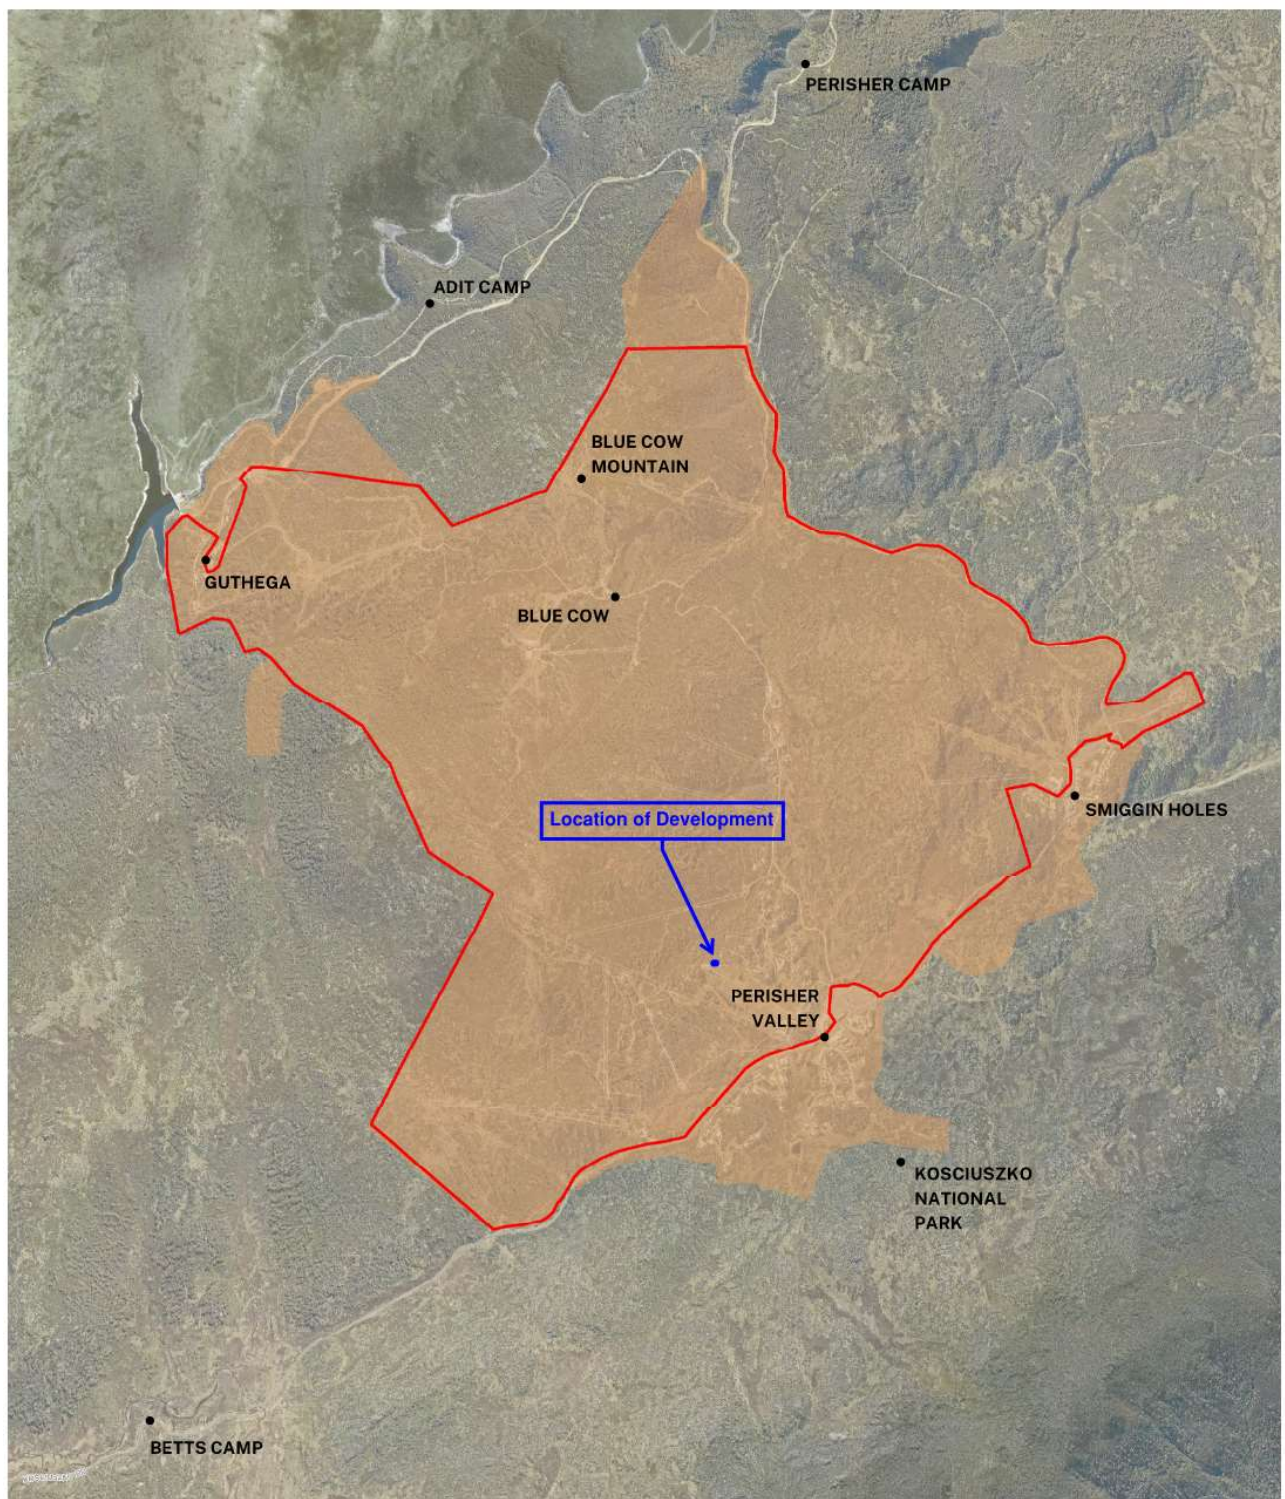 PERISHER CAMP
ADIT CAMP
BLUE COW
MOUNTAIN
GUTHEGA
BLUE COW
SMIGGIN HOLES
Location of Development
PERISHER
VALLEY
KOSCIUSZKO
NATIONAL
PARK
BETTS CAMP